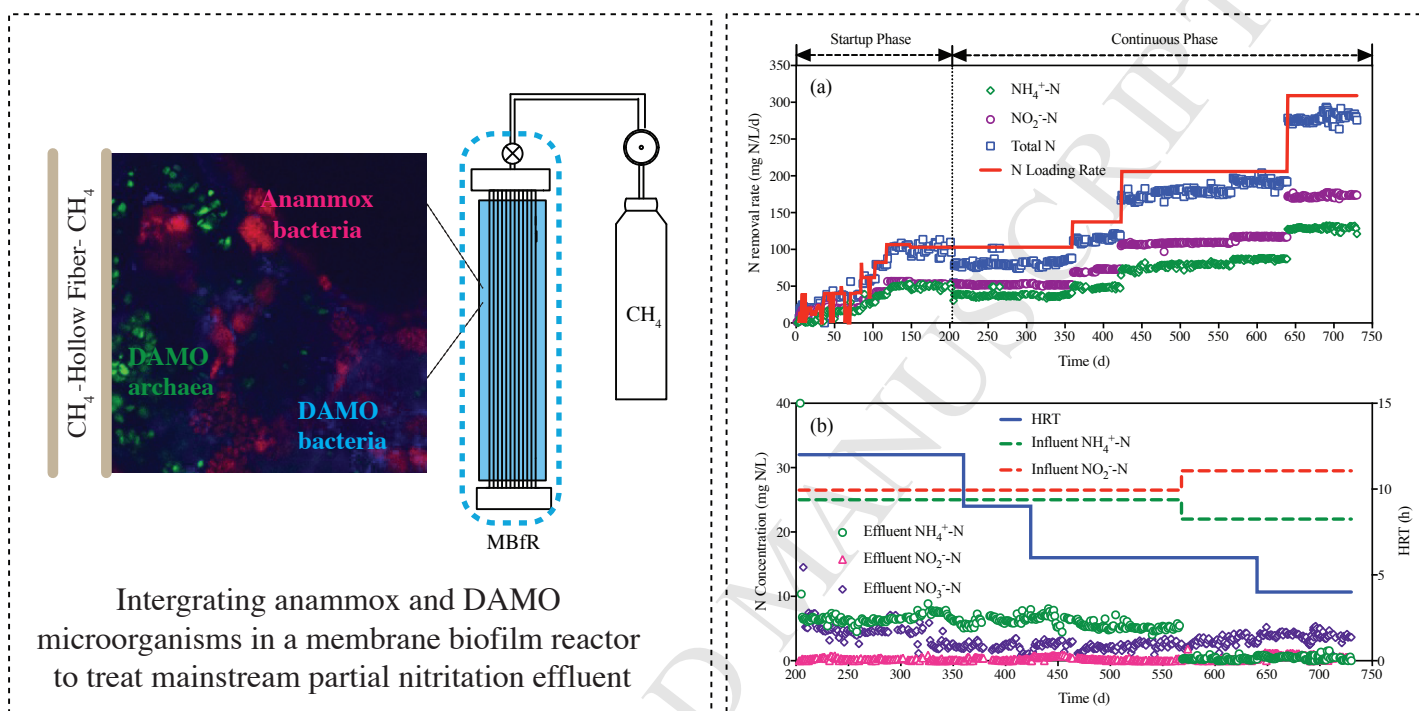 CH₄ -Hollow Fiber- CH₄
Anammox
bacteria
DAMO
archaea
DAMO
bacteria
CH₄
MBfR
Intergrating anammox and DAMO
microorganisms in a membrane biofilm reactor
to treat mainstream partial nitritation effluent
Startup Phase
Continuous Phase
(a)
NH₄⁺-N
NO₂⁻-N
Total N
N Loading Rate
N removal rate (mg N/L/d)
350
300
250
200
150
100
50
0
0 50 100 150 200 250 300 350 400 450 500 550 600 650 700 750
Time (d)
(b)
HRT
Influent NH₄⁺-N
Influent NO₂⁻-N
Effluent NH₄⁺-N
Effluent NO₂⁻-N
Effluent NO₃⁻-N
N Concentration (mg N/L)
40
30
20
10
0
HRT (h)
15
10
5
0
200 250 300 350 400 450 500 550 600 650 700 750
Time (d)
D MANUSCRIPT